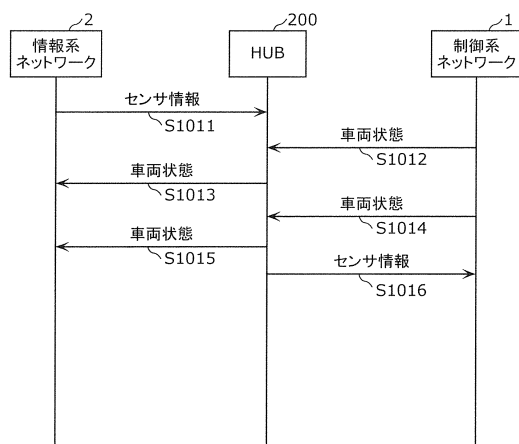 2
200
1
情報系
ネットワーク
HUB
制御系
ネットワーク
センサ情報
S1011
車両状態
S1012
車両状態
S1013
車両状態
S1014
車両状態
S1015
センサ情報
S1016